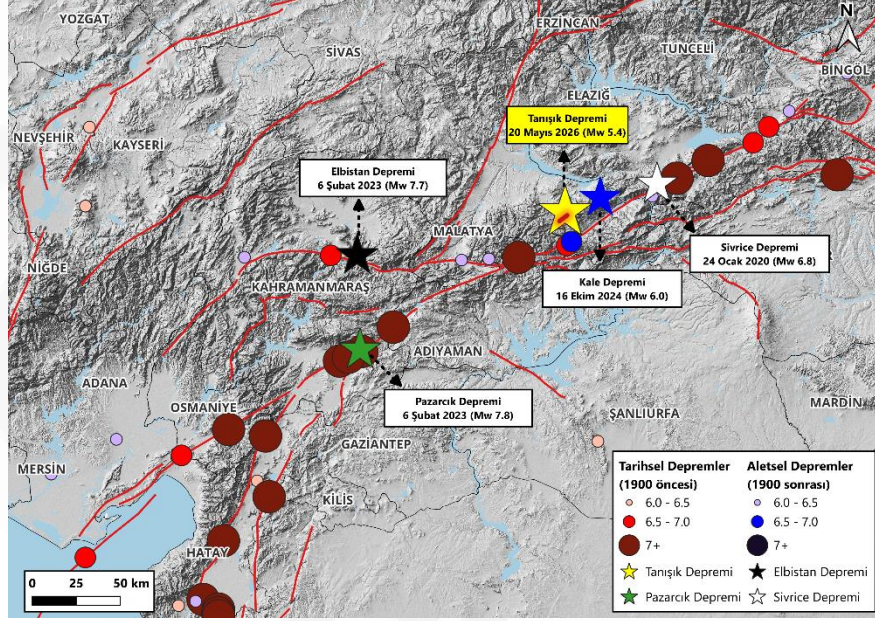 YOZGAT
SİVAS
ERZİNCAN
TUNCELİ
N
BİNGÖL
ELAZIĞ
NEVŞEHİR
KAYSERİ
Tanışık Depremi
20 Mayıs 2026 (Mw 5.4)
Elbistan Depremi
6 Şubat 2023 (Mw 7.7)
MALATYA
Sivrice Depremi
24 Ocak 2020 (Mw 6.8)
NİĞDE
KAHRAMANMARAŞ
Kale Depremi
16 Ekim 2024 (Mw 6.0)
ADIYAMAN
ADANA
Pazarcık Depremi
6 Şubat 2023 (Mw 7.8)
MARDİN
OSMANİYE
ŞANLIURFA
GAZİANTEP
MERSİN
KİLİS
HATAY
0 25 50 km
Tarihsel Depremler
(1900 öncesi)
6.0 - 6.5
6.5 - 7.0
7+
Tanışık Depremi
Pazarcık Depremi
Aletsel Depremler
(1900 sonrası)
6.0 - 6.5
6.5 - 7.0
7+
Elbistan Depremi
Sivrice Depremi